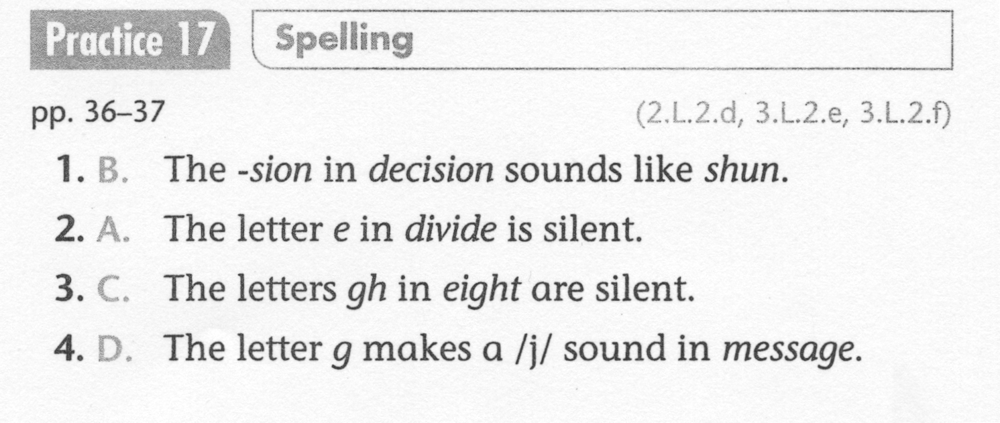 Practice 17 Spelling
pp. 36–37 (2.L.2.d, 3.L.2.e, 3.L.2.f)
1. B. The -sion in decision sounds like shun.
2. A. The letter e in divide is silent.
3. C. The letters gh in eight are silent.
4. D. The letter g makes a /j/ sound in message.